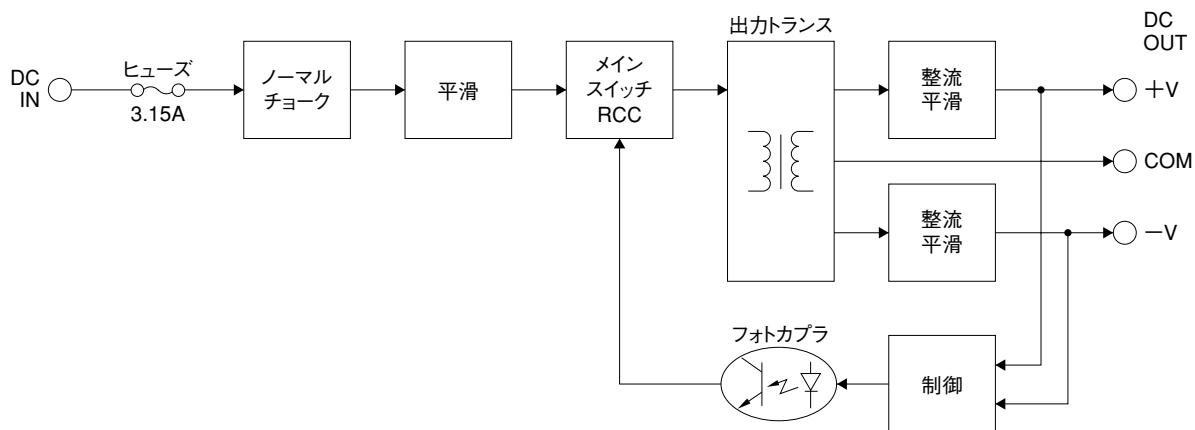 DC
IN
ヒューズ
3.15A
ノーマル
チョーク
平滑
メイン
スイッチ
RCC
出力トランス
整流
平滑
整流
平滑
DC
OUT
+V
COM
−V
フォトカプラ
制御